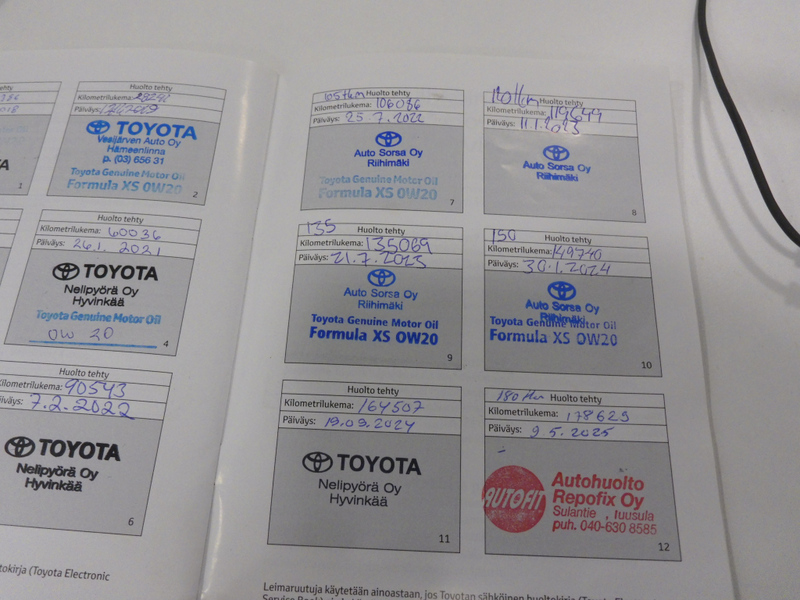 Huolto tehty
Päiväys:
TOYOTA
Vesijärven Auto Oy
Hämeenlinna
p. (03) 656 31
Toyota Genuine Motor Oil
Formula XS 0W20
2
1
Huolto tehty
Kilometrilukema: 60036
Päiväys: 26.1. 2021
TOYOTA
Nelipyörä Oy
Hyvinkää
Toyota Genuine Motor Oil
0W 20
4
Huolto tehty
Kilometrilukema: 90543
7.2.2022
TOYOTA
Nelipyörä Oy
Hyvinkää
6
tokirja (Toyota Electronic
105tkm Huolto tehty
Kilometrilukema: 106086
Päiväys: 25.7.2022
Auto Sorsa Oy
Riihimäki
Toyota Genuine Motor Oil
Formula XS 0W20
7
Huolto tehty
Kilometrilukema: 119649
Päiväys: 11.1.2023
Auto Sorsa Oy
Riihimäki
8
135 Huolto tehty
Kilometrilukema: 135069
Päiväys: 21.7.2023
Auto Sorsa Oy
Riihimäki
Toyota Genuine Motor Oil
Formula XS 0W20
9
150 Huolto tehty
Kilometrilukema: 149740
Päiväys: 30.1.2024
Auto Sorsa Oy
Riihimäki
Toyota Genuine Motor Oil
Formula XS 0W20
10
Huolto tehty
Kilometrilukema: 164507
Päiväys: 19.09.2024
TOYOTA
Nelipyörä Oy
Hyvinkää
11
180 tkm Huolto tehty
Kilometrilukema: 178629
Päiväys: 9 5. 2025
AUTOFIT
Autohuolto
Repofix Oy
Sulantie , tuusula
puh. 040-630 8585
12
Leimaruutuja käytetään ainoastaan, jos Toyotan sähköinen huoltokirja